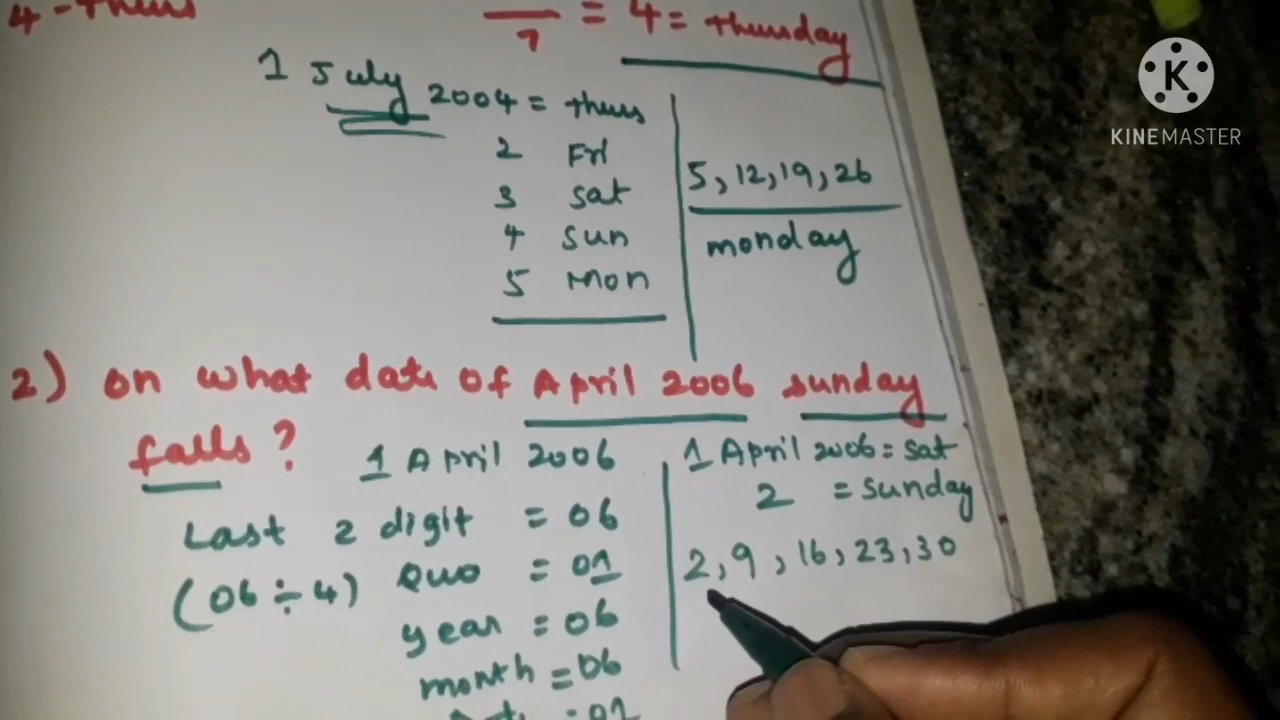 4-Thurs
7 = 4 = Thursday
1 July 2004 = Thurs
2 Fri
3 Sat
4 Sun
5 Mon
5, 12, 19, 26
monday
2) on what date of April 2006 sunday
falls?
1 April 2006
Last 2 digit = 06
(06 ÷ 4) Quo = 01
year = 06
month = 06
= 01
1 April 2006 = sat
2 = sunday
2, 9, 16, 23, 30
K
KINEMASTER